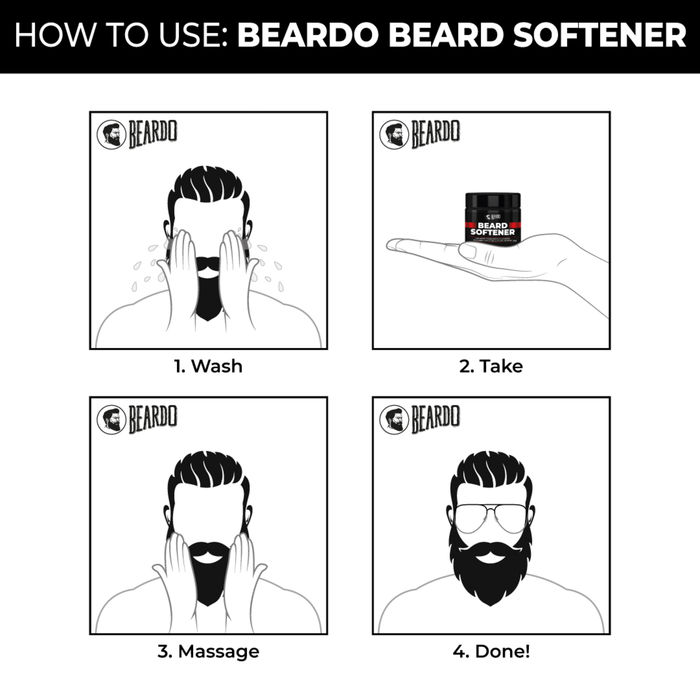 HOW TO USE: BEARDO BEARD SOFTENER
BEARDO
BEARDO
BEARDO
BEARD
SOFTENER
1. Wash
2. Take
BEARDO
BEARDO
3. Massage
4. Done!